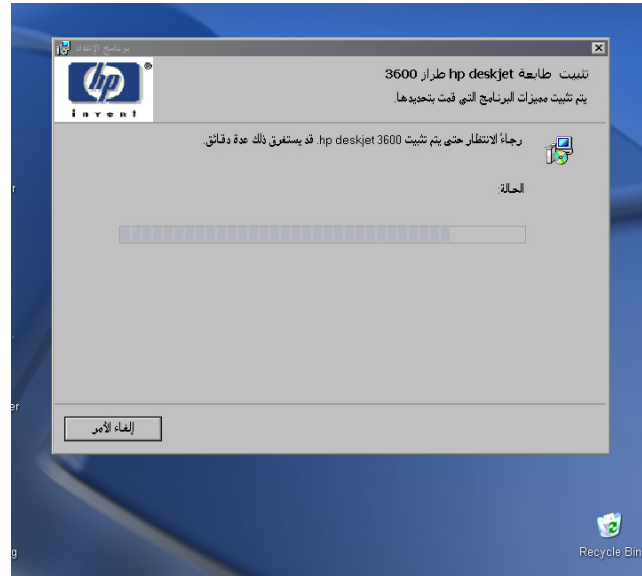 برنامج الإعداد
hp
invent
®
تثبيت طابعة hp deskjet طراز 3600
يتم تثبيت مميزات البرنامج التي قمت بتحديدها.
رجاءً الانتظار حتى يتم تثبيت hp deskjet 3600. قد يستغرق ذلك عدة دقائق.
الحالة:
إلغاء الأمر
r
er
g
Recycle Bin